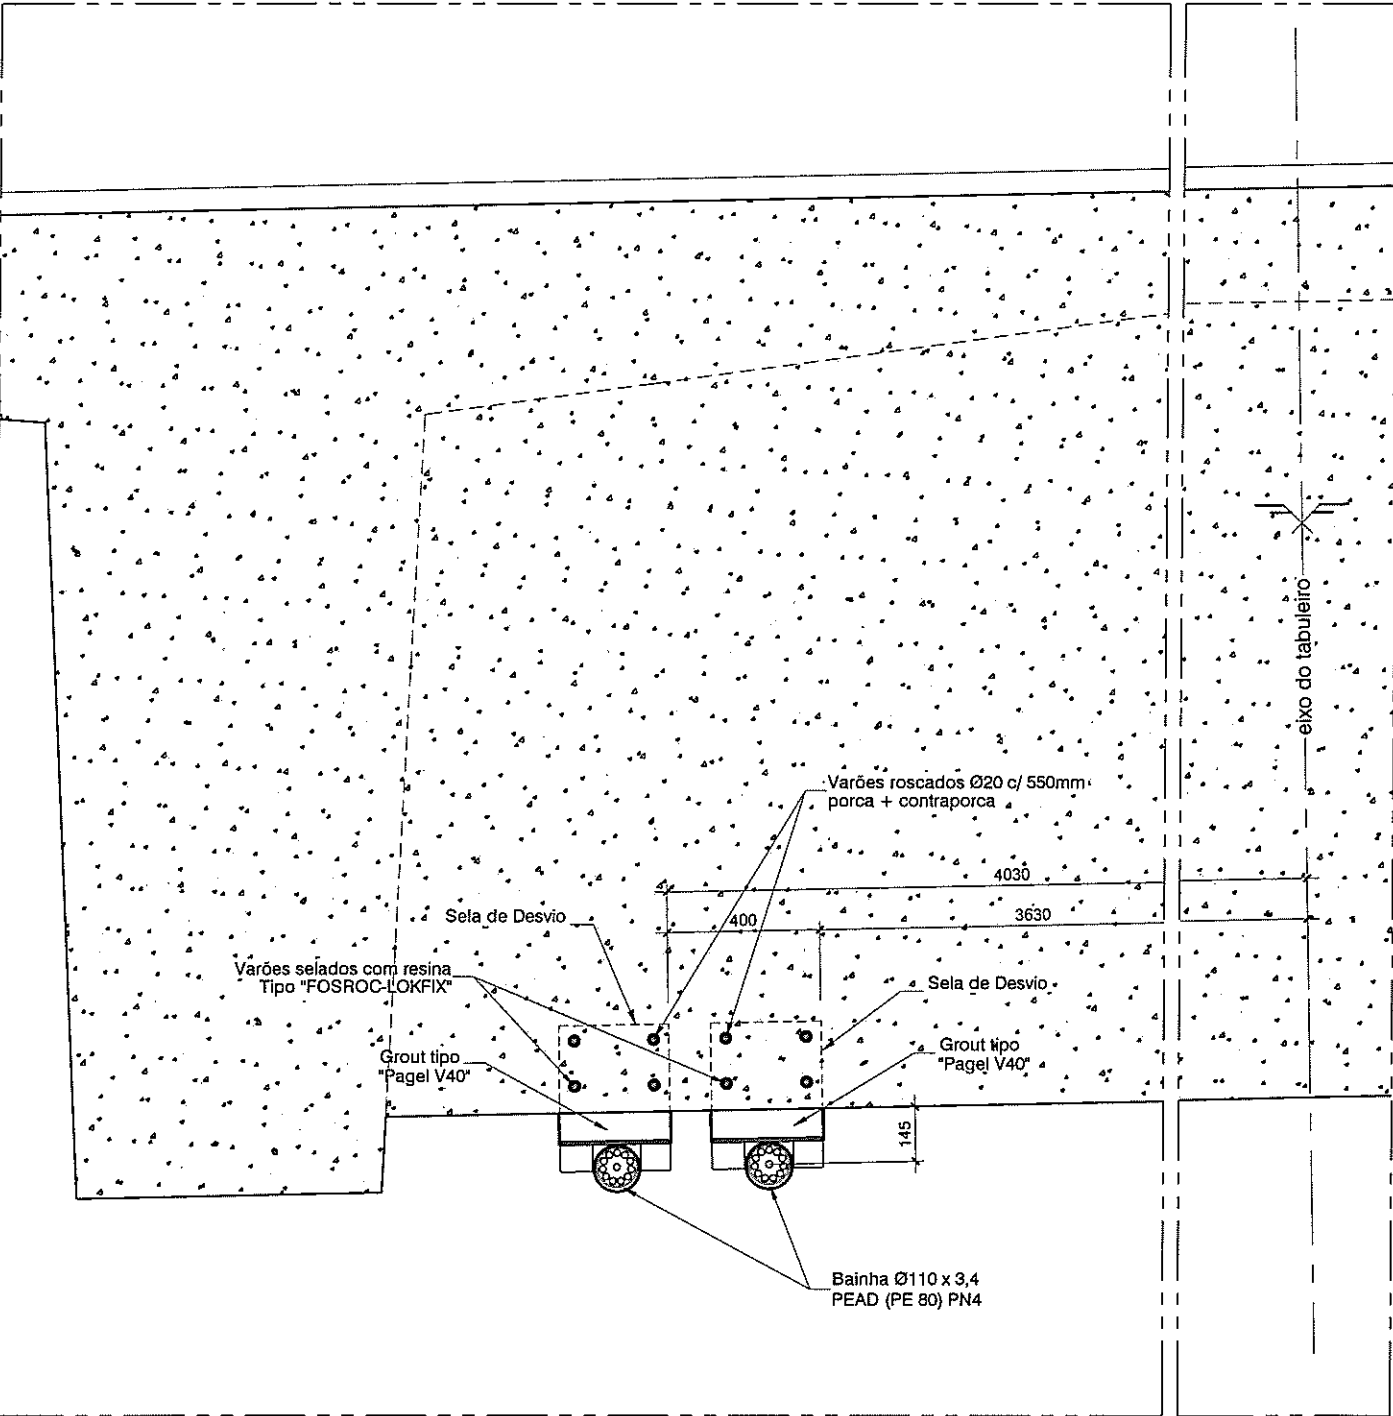 eixo do tabuleiro
Varões roscados Ø20 c/ 550mm
porca + contraporca
4030
400
3630
Sela de Desvio
Varões selados com resina
Tipo "FOSROC-LOKFIX"
Sela de Desvio
Grout tipo
"Pagel V40"
Grout tipo
"Pagel V40"
145
Bainha Ø110 x 3,4
PEAD (PE 80) PN4